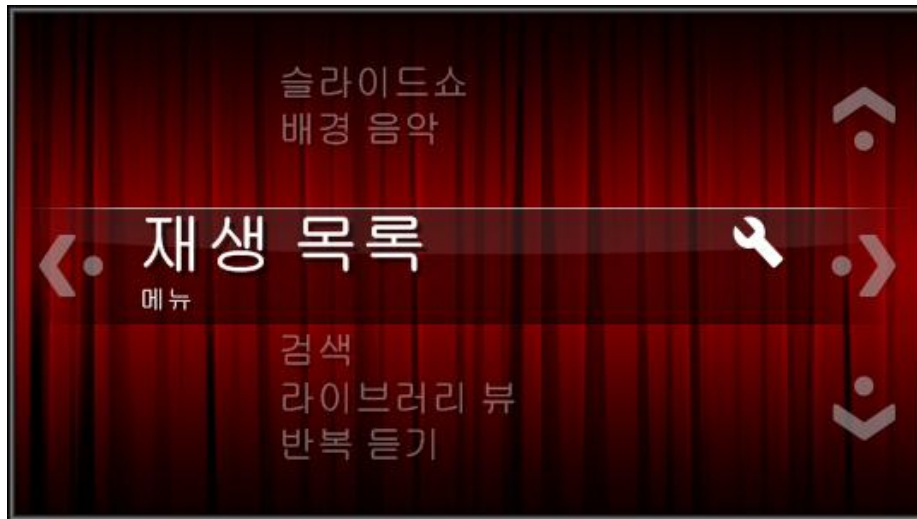 슬라이드쇼
배경 음악
재생 목록
메뉴
검색
라이브러리 뷰
반복 듣기